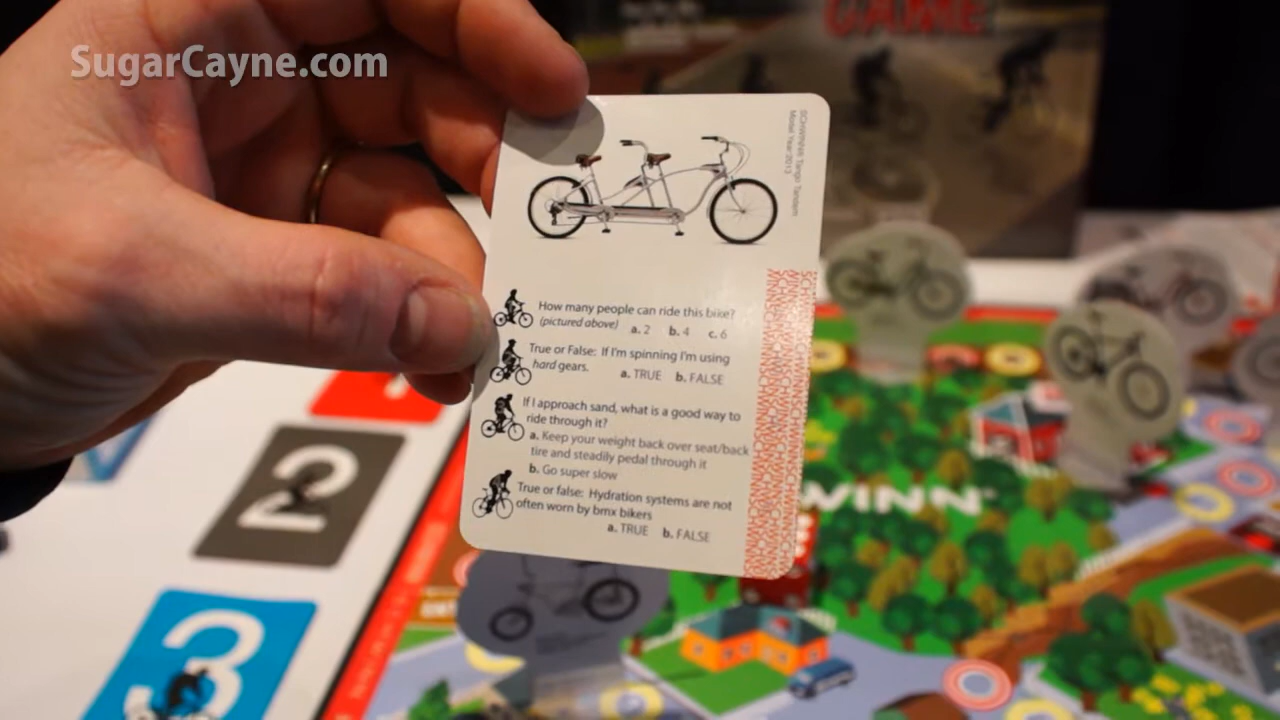 SugarCayne.com
GAME
SCHWINN® Tango Tandem
Model Year 2013
How many people can ride this bike?
(pictured above) a. 2 b. 4 c. 6
True or False: If I'm spinning I'm using
hard gears. a. TRUE b. FALSE
If I approach sand, what is a good way to
ride through it?
a. Keep your weight back over seat/back
tire and steadily pedal through it
b. Go super slow
True or false: Hydration systems are not
often worn by bmx bikers
a. TRUE b. FALSE
WINN
2
3